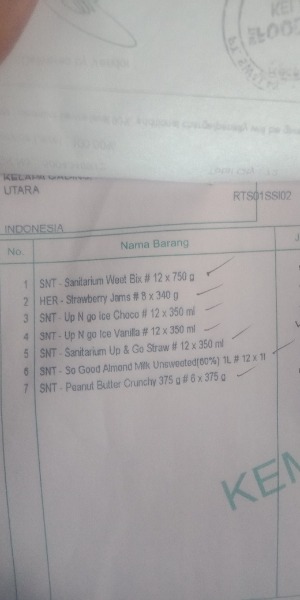 KELAPA GADING
UTARA
RTS01SSI02
INDONESIA
No. Nama Barang J
1 SNT - Sanitarium Weet Bix # 12 x 750 g
2 HER - Strawberry Jams # 8 x 340 g
3 SNT - Up N go Ice Choco # 12 x 350 ml
4 SNT - Up N go Ice Vanilla # 12 x 350 ml
5 SNT - Sanitarium Up & Go Straw # 12 x 350 ml
6 SNT - So Good Almond Milk Unsweeted(60%) 1L # 12 x 1l
7 SNT - Peanut Butter Crunchy 375 g # 6 x 375 g
KEM